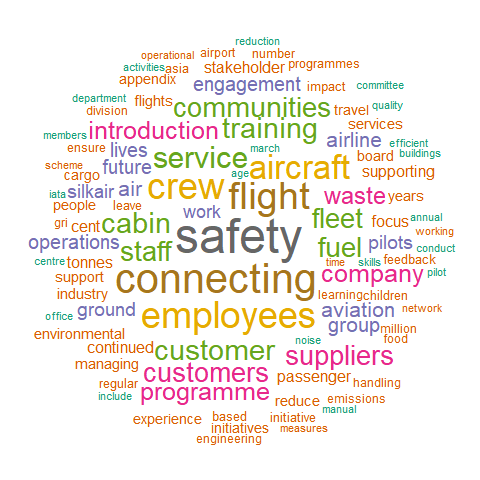 reduction
operational airport number
activities asia stakeholder programmes
appendix engagement impact committee
department flights communities travel quality
division introduction training services
members ensure lives airline efficient
scheme cargo future service age march aircraft board buildings
iata silkair air crew flight supporting
people leave work waste years
gri cent cabin safety fleet focus annual
operations staff fuel pilots working
centre tonnes connecting time skills feedback conduct
support company pilot
industry learning children
office ground employees aviation network
environmental noise group million
continued customer suppliers food
managing customers passenger handling
regular programme
include reduce emissions
experience based initiative manual
initiatives measures
engineering